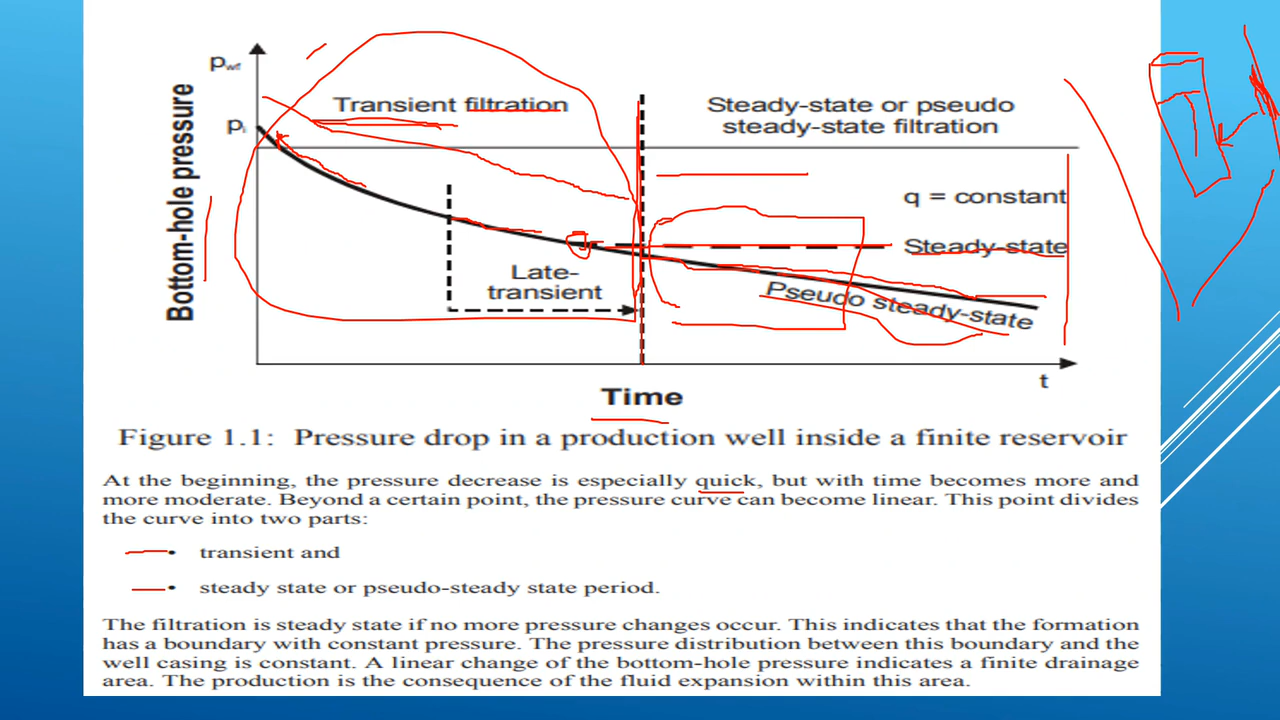 Pwf
Pi
Bottom-hole pressure
Transient filtration
Steady-state or pseudo
steady-state filtration
q = constant
Steady-state
Late-
transient
Pseudo steady-state
t
Time
Figure 1.1: Pressure drop in a production well inside a finite reservoir
At the beginning, the pressure decrease is especially quick, but with time becomes more and
more moderate. Beyond a certain point, the pressure curve can become linear. This point divides
the curve into two parts:
• transient and
• steady state or pseudo-steady state period.
The filtration is steady state if no more pressure changes occur. This indicates that the formation
has a boundary with constant pressure. The pressure distribution between this boundary and the
well casing is constant. A linear change of the bottom-hole pressure indicates a finite drainage
area. The production is the consequence of the fluid expansion within this area.